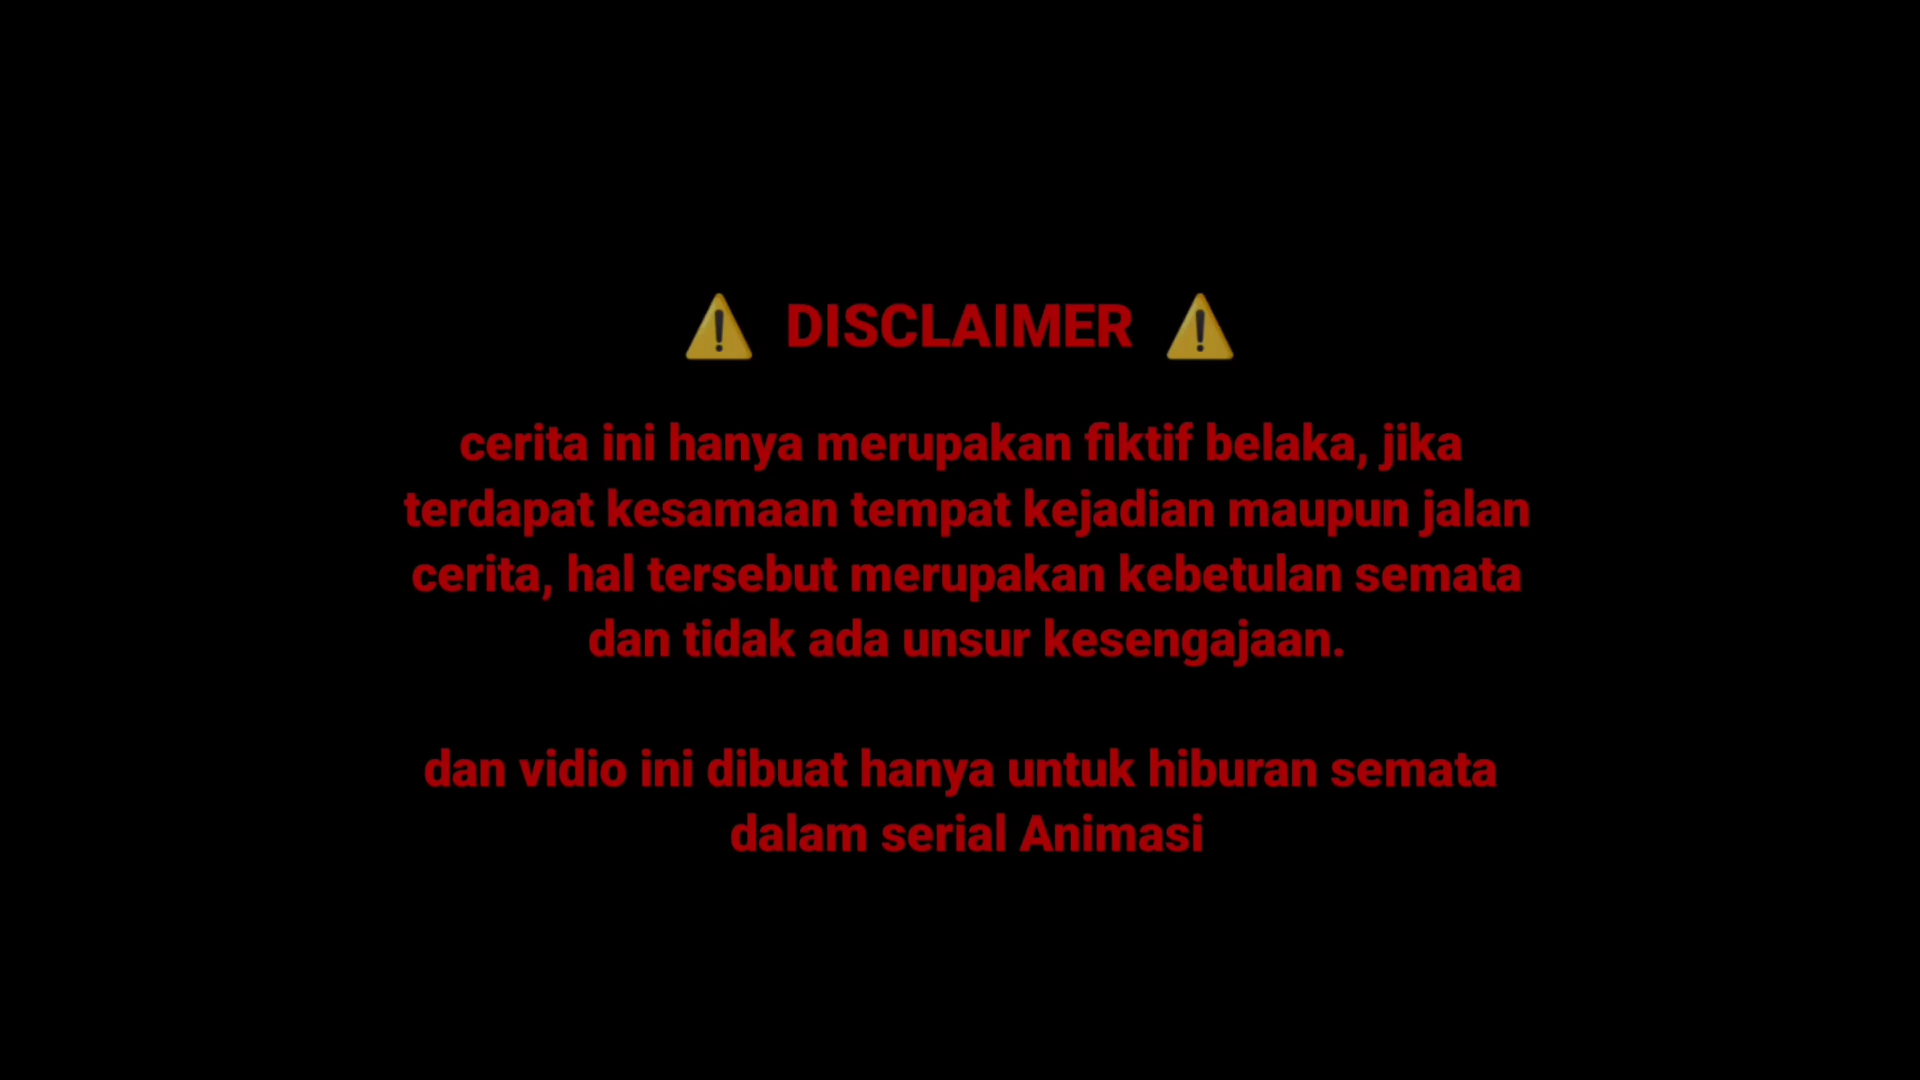 ⚠️ DISCLAIMER ⚠️
cerita ini hanya merupakan fiktif belaka, jika
terdapat kesamaan tempat kejadian maupun jalan
cerita, hal tersebut merupakan kebetulan semata
dan tidak ada unsur kesengajaan.
dan vidio ini dibuat hanya untuk hiburan semata
dalam serial Animasi